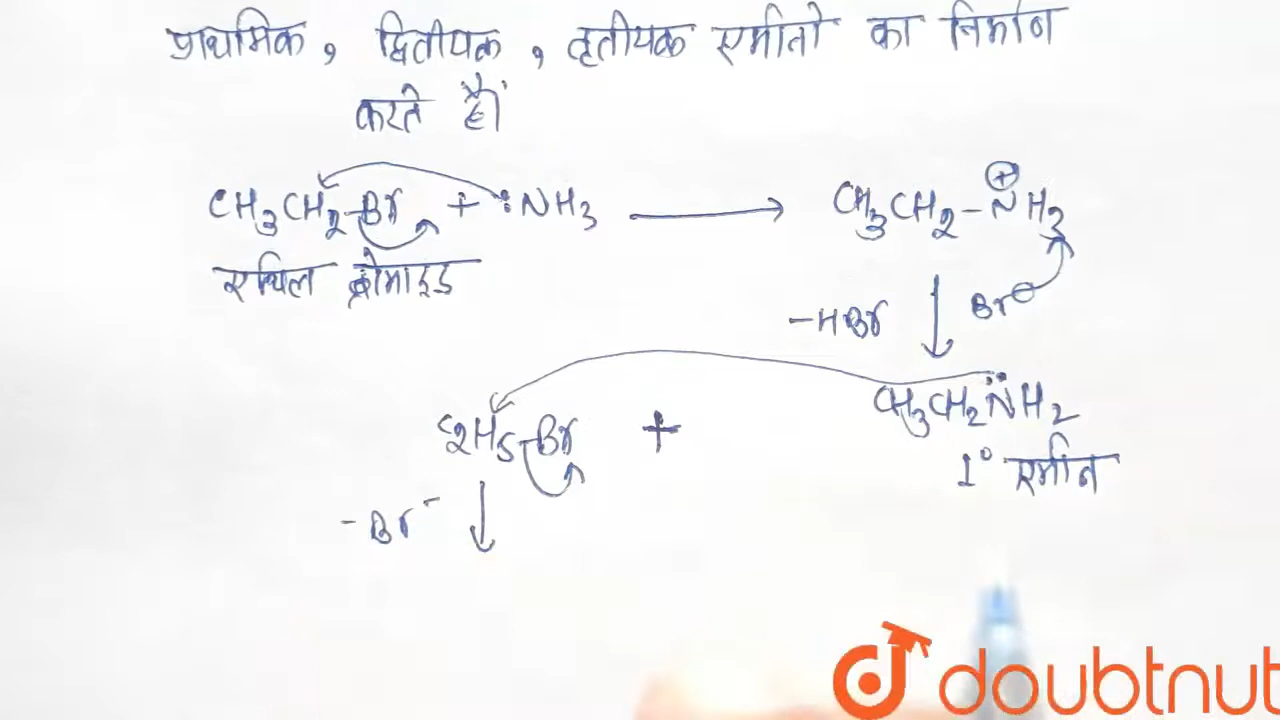 प्राथमिक, द्वितीयक, तृतीयक एमीनो का निर्माण
करते हैं
CH3CH2-Br + :NH3 ⟶ CH3CH2-N⊕H3
एथिल ब्रोमाइड
-HBr ↓ Br⊖
C2H5-Br + CH3CH2N̈H2
1° एमीन
-Br⁻ ↓
doubtnut